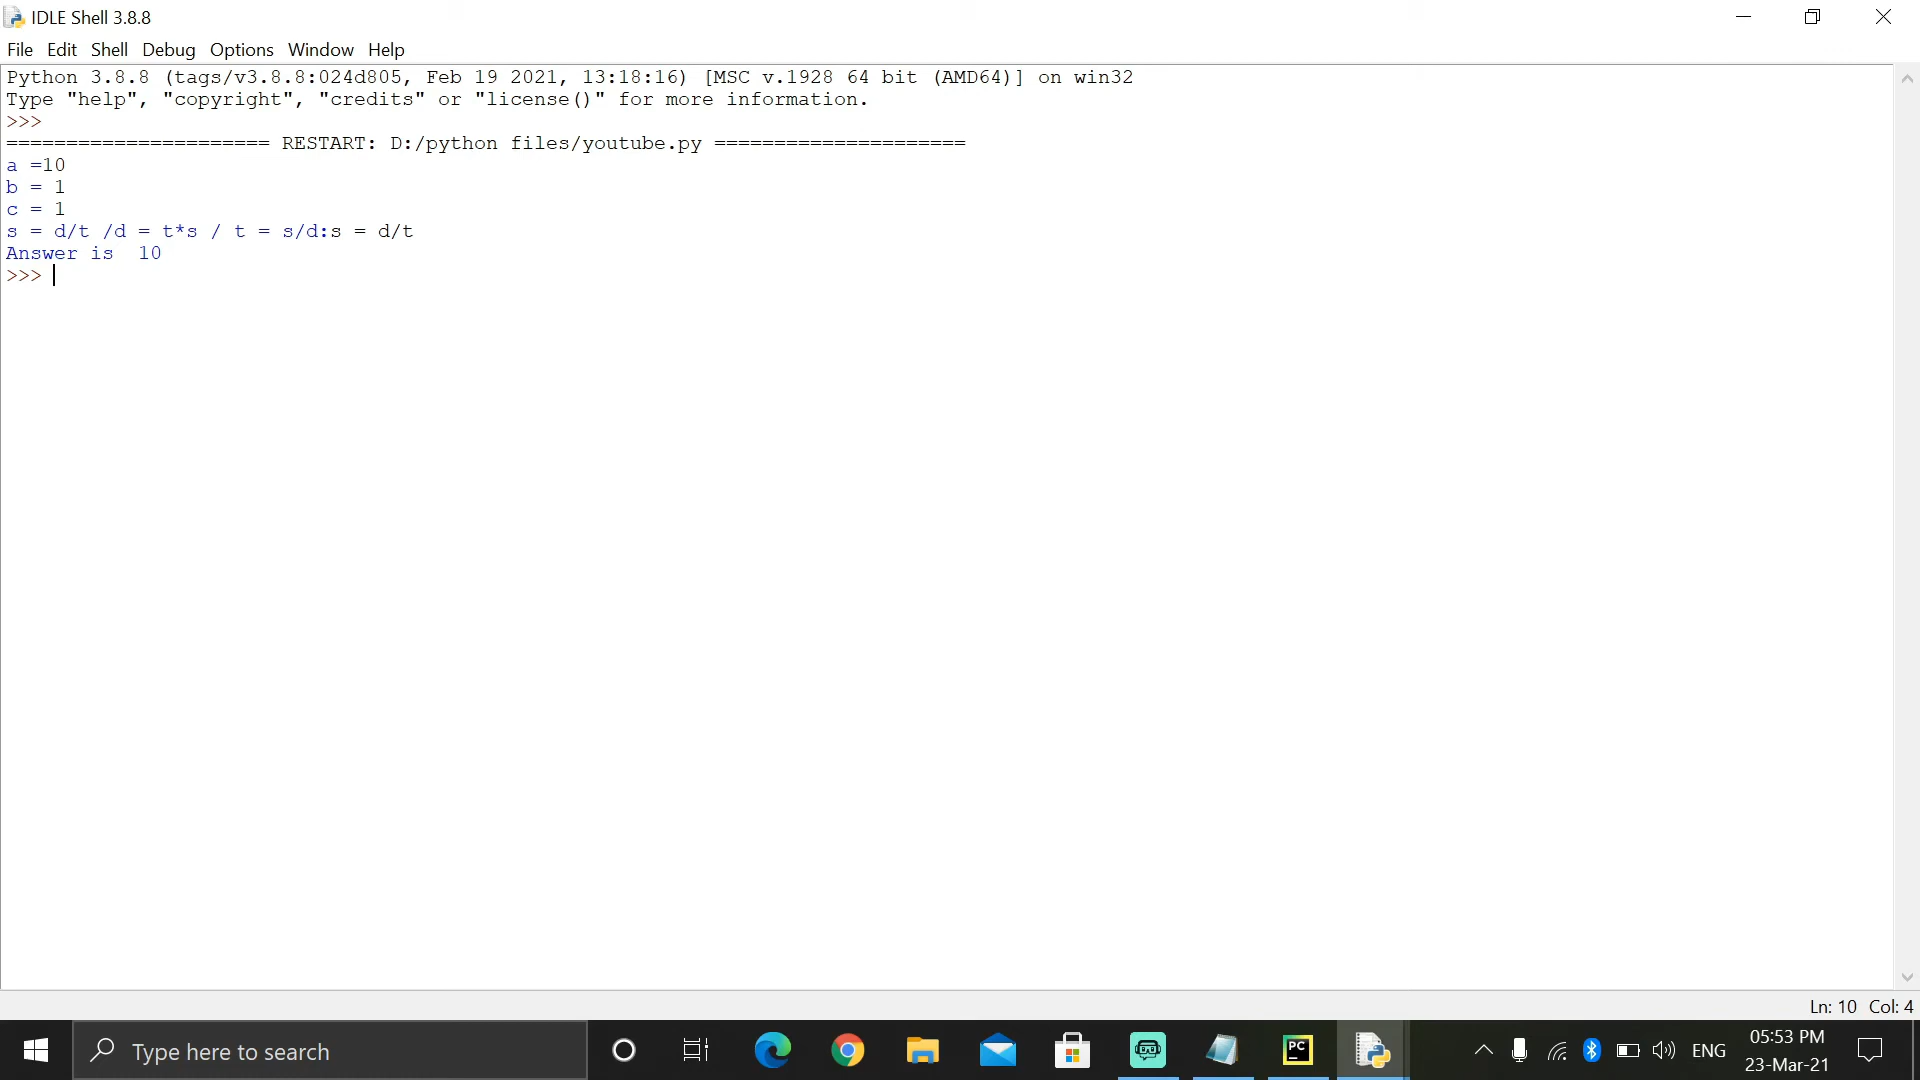 IDLE Shell 3.8.8
File Edit Shell Debug Options Window Help
Python 3.8.8 (tags/v3.8.8:024d805, Feb 19 2021, 13:18:16) [MSC v.1928 64 bit (AMD64)] on win32
Type "help", "copyright", "credits" or "license()" for more information.
>>>
====================== RESTART: D:/python files/youtube.py =====================
a =10
b = 1
c = 1
s = d/t /d = t*s / t = s/d:s = d/t
Answer is  10
>>>
Ln: 10 Col: 4
Type here to search
PC
ENG
05:53 PM
23-Mar-21